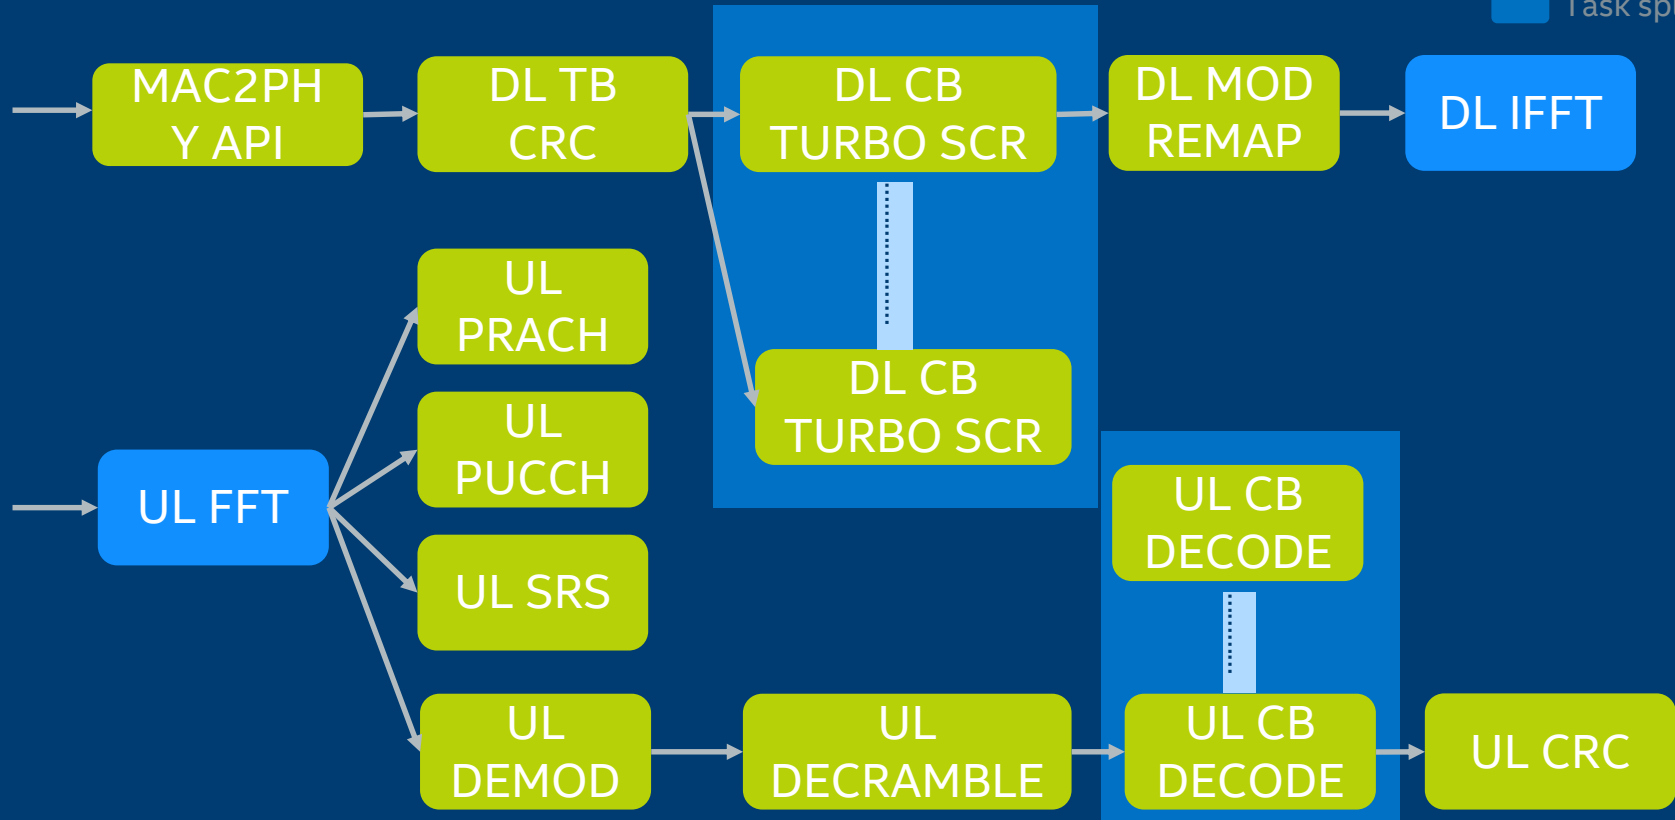 Task
MAC2PH
Y API
DL TB
CRC
DL CB
TURBO SCR
DL MOD
REMAP
DL IFFT
UL
PRACH
DL CB
TURBO SCR
UL
PUCCH
UL FFT
UL CB
DECODE
UL SRS
UL
DEMOD
UL
DECRAMBLE
UL CB
DECODE
UL CRC